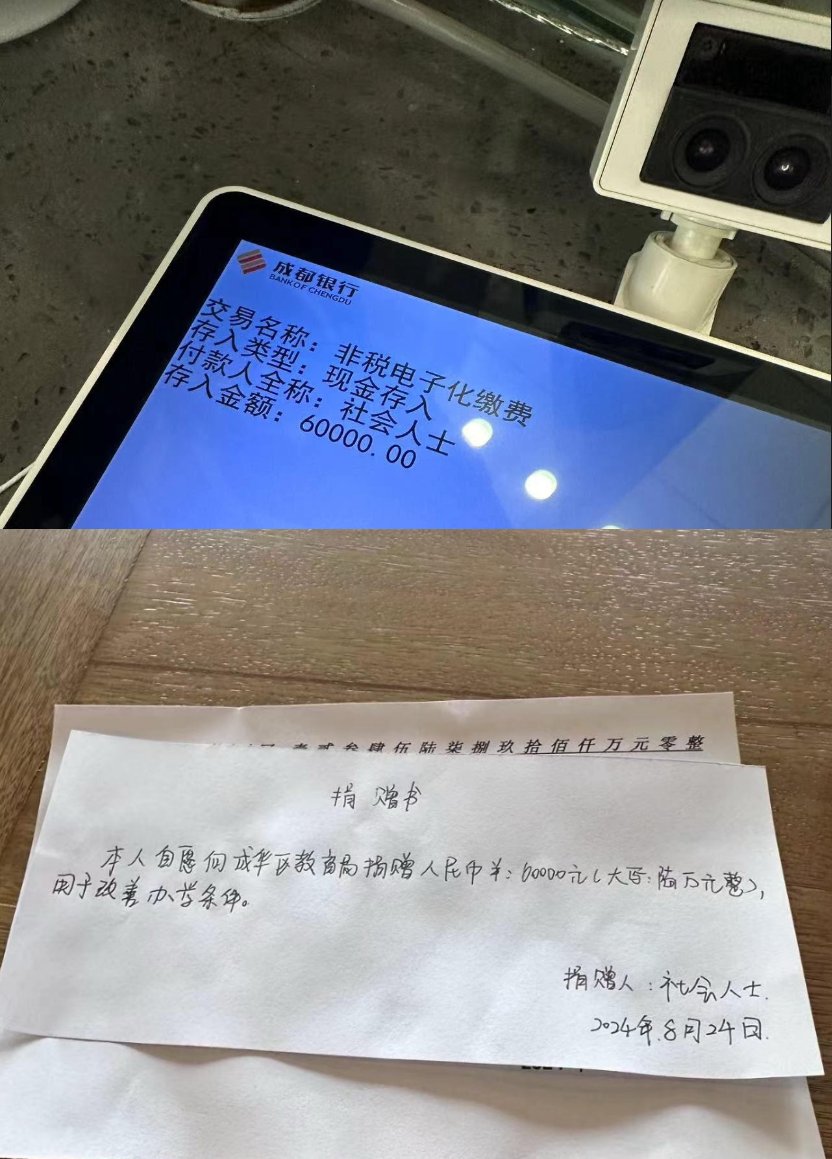 成都银行
BANK OF CHENGDU
交易名称：非税电子化缴费
存入类型：现金存入
付款人全称：社会人士
存入金额：60000.00
壹贰叁肆伍陆柒捌玖拾佰仟万元零整
捐赠书
本人自愿向成华区教育局捐赠人民币￥：60000元（大写：陆万元整），
用于改善办学条件。
捐赠人：社会人士.
2024年.8月24日.